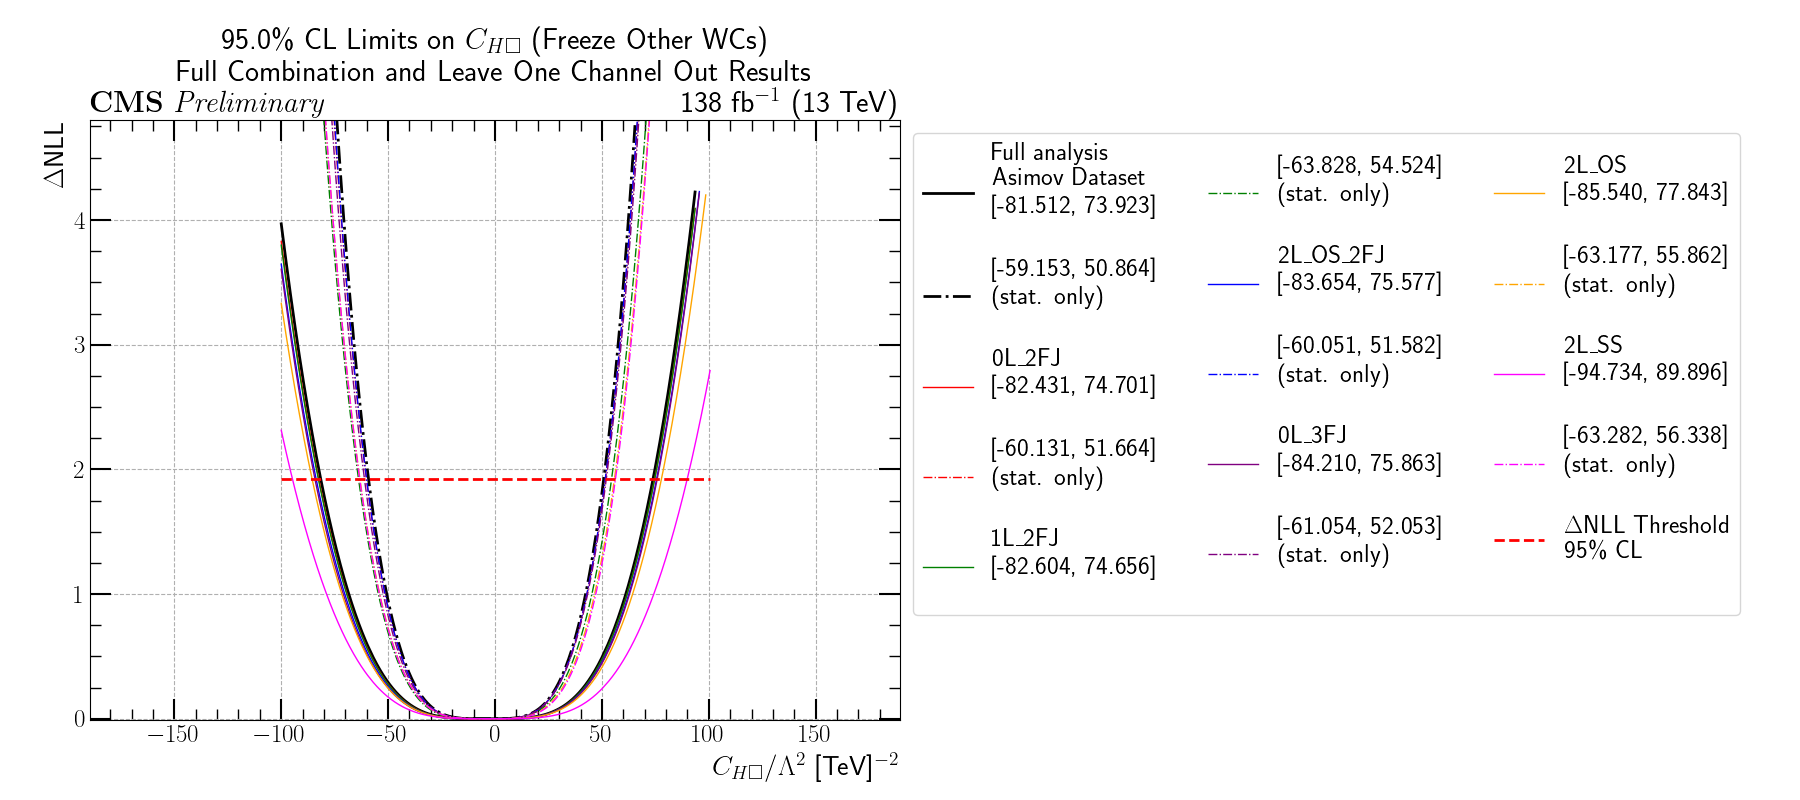 95.0% CL Limits on C_{H□} (Freeze Other WCs)
Full Combination and Leave One Channel Out Results
CMS Preliminary
138 fb⁻¹ (13 TeV)
ΔNLL
4
3
2
1
0
−150
−100
−50
0
50
100
150
C_{H□}/Λ² [TeV]⁻²
Full analysis
Asimov Dataset
[-81.512, 73.923]
[-59.153, 50.864]
(stat. only)
0L_2FJ
[-82.431, 74.701]
[-60.131, 51.664]
(stat. only)
1L_2FJ
[-82.604, 74.656]
[-63.828, 54.524]
(stat. only)
2L_OS_2FJ
[-83.654, 75.577]
[-60.051, 51.582]
(stat. only)
0L_3FJ
[-84.210, 75.863]
[-61.054, 52.053]
(stat. only)
2L_OS
[-85.540, 77.843]
[-63.177, 55.862]
(stat. only)
2L_SS
[-94.734, 89.896]
[-63.282, 56.338]
(stat. only)
ΔNLL Threshold
95% CL